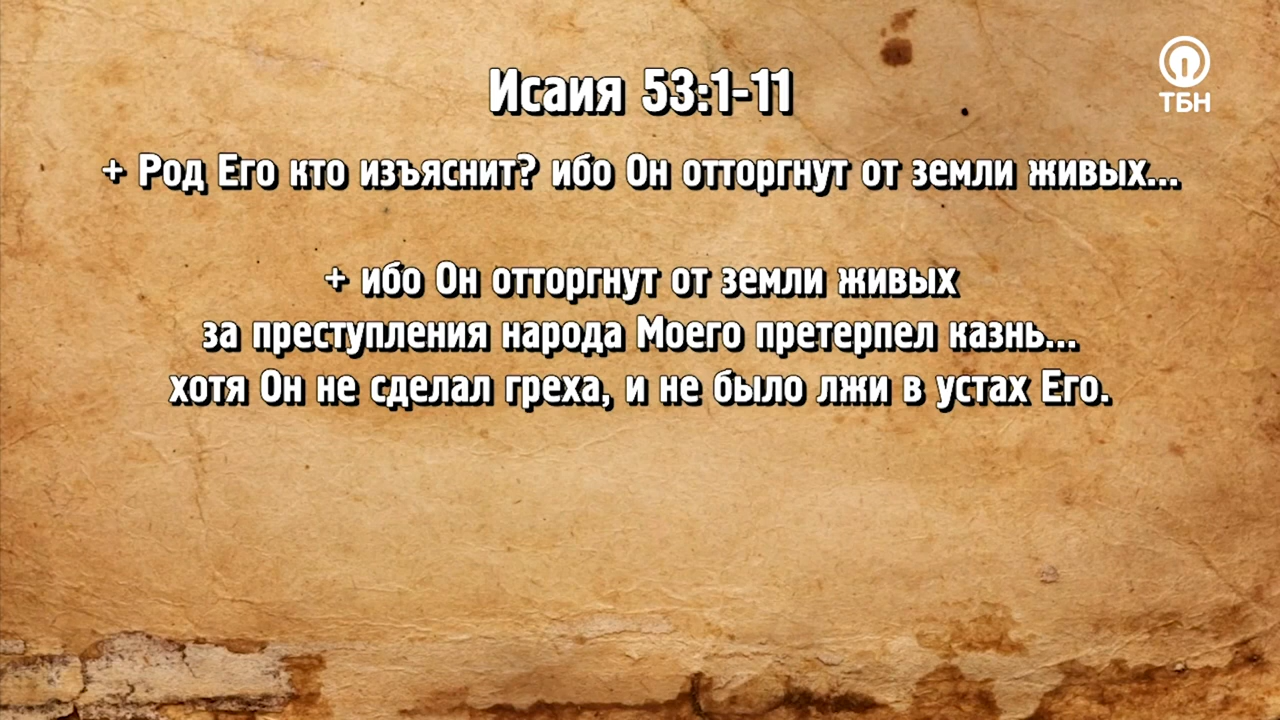 Исаия 53:1-11
ТБН
+ Род Его кто изъяснит? ибо Он отторгнут от земли живых...
+ ибо Он отторгнут от земли живых
за преступления народа Моего претерпел казнь...
хотя Он не сделал греха, и не было лжи в устах Его.